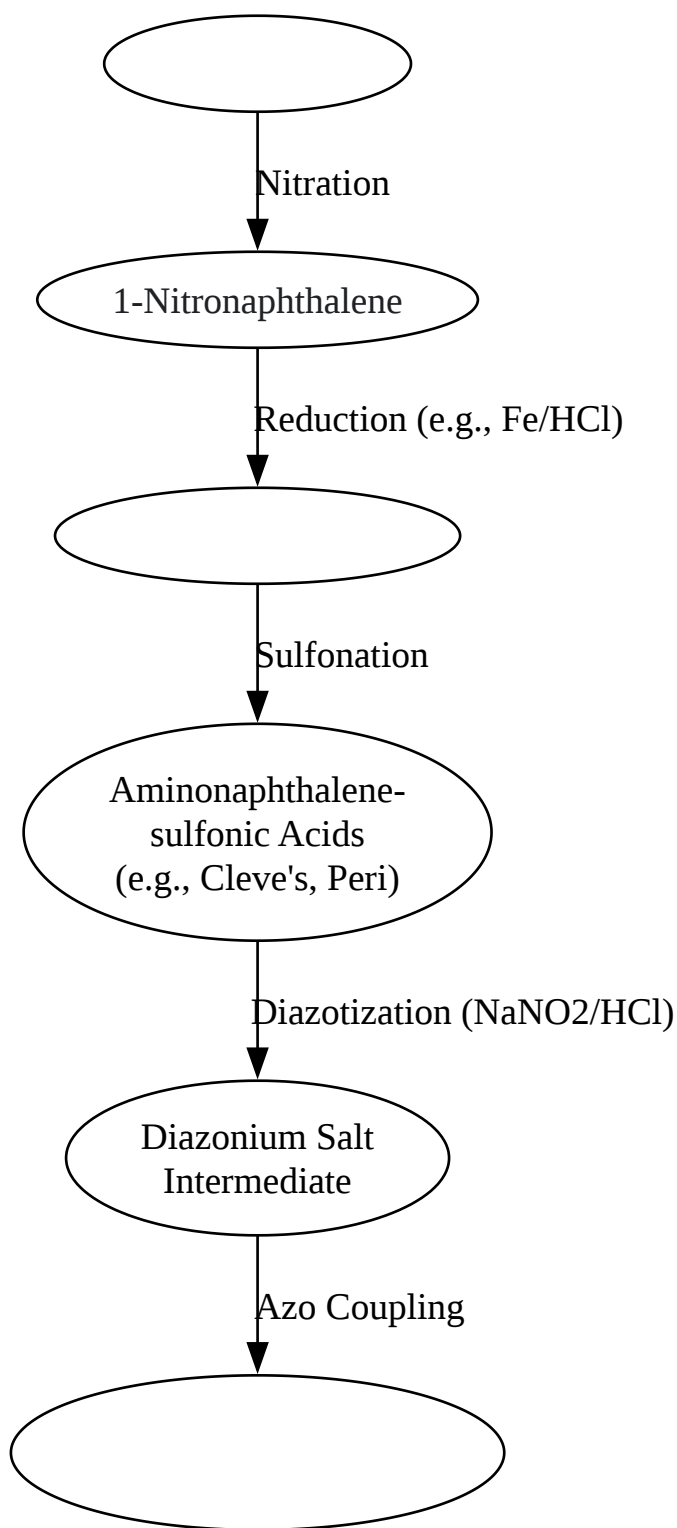 Nitration
1-Nitronaphthalene
Reduction (e.g., Fe/HCl)
Sulfonation
Aminonaphthalene-
sulfonic Acids
(e.g., Cleve's, Peri)
Diazotization (NaNO2/HCl)
Diazonium Salt
Intermediate
Azo Coupling